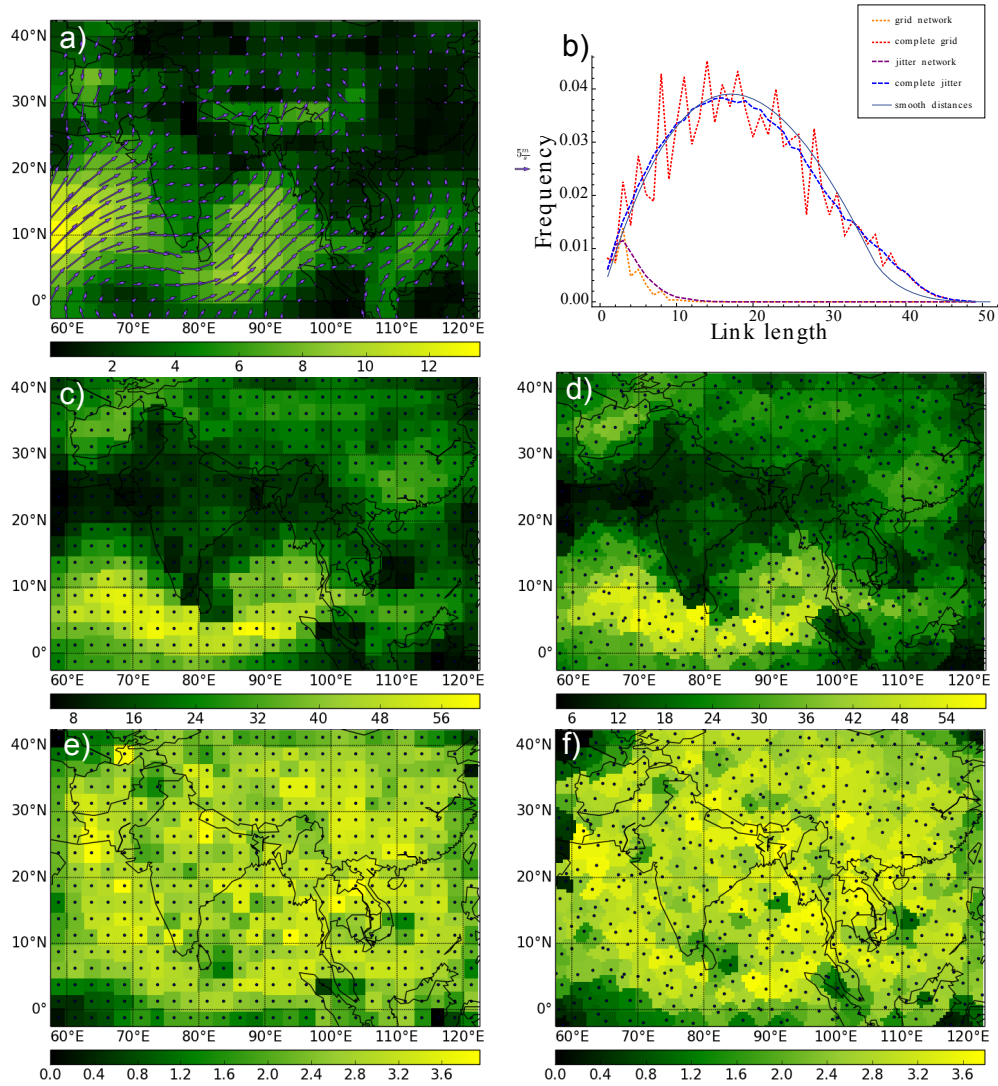 a)
40°N
30°N
20°N
10°N
0°
60°E 70°E 80°E 90°E 100°E 110°E 120°E
2 4 6 8 10 12
5 m/s
b)
grid network
complete grid
jitter network
complete jitter
smooth distances
Frequency
0.04
0.03
0.02
0.01
0.00
0 10 20 30 40 50
Link length
c)
40°N
30°N
20°N
10°N
0°
60°E 70°E 80°E 90°E 100°E 110°E 120°E
8 16 24 32 40 48 56
d)
40°N
30°N
20°N
10°N
0°
60°E 70°E 80°E 90°E 100°E 110°E 120°E
6 12 18 24 30 36 42 48 54
e)
40°N
30°N
20°N
10°N
0°
60°E 70°E 80°E 90°E 100°E 110°E 120°E
0.0 0.4 0.8 1.2 1.6 2.0 2.4 2.8 3.2 3.6
f)
40°N
30°N
20°N
10°N
0°
60°E 70°E 80°E 90°E 100°E 110°E 120°E
0.0 0.4 0.8 1.2 1.6 2.0 2.4 2.8 3.2 3.6